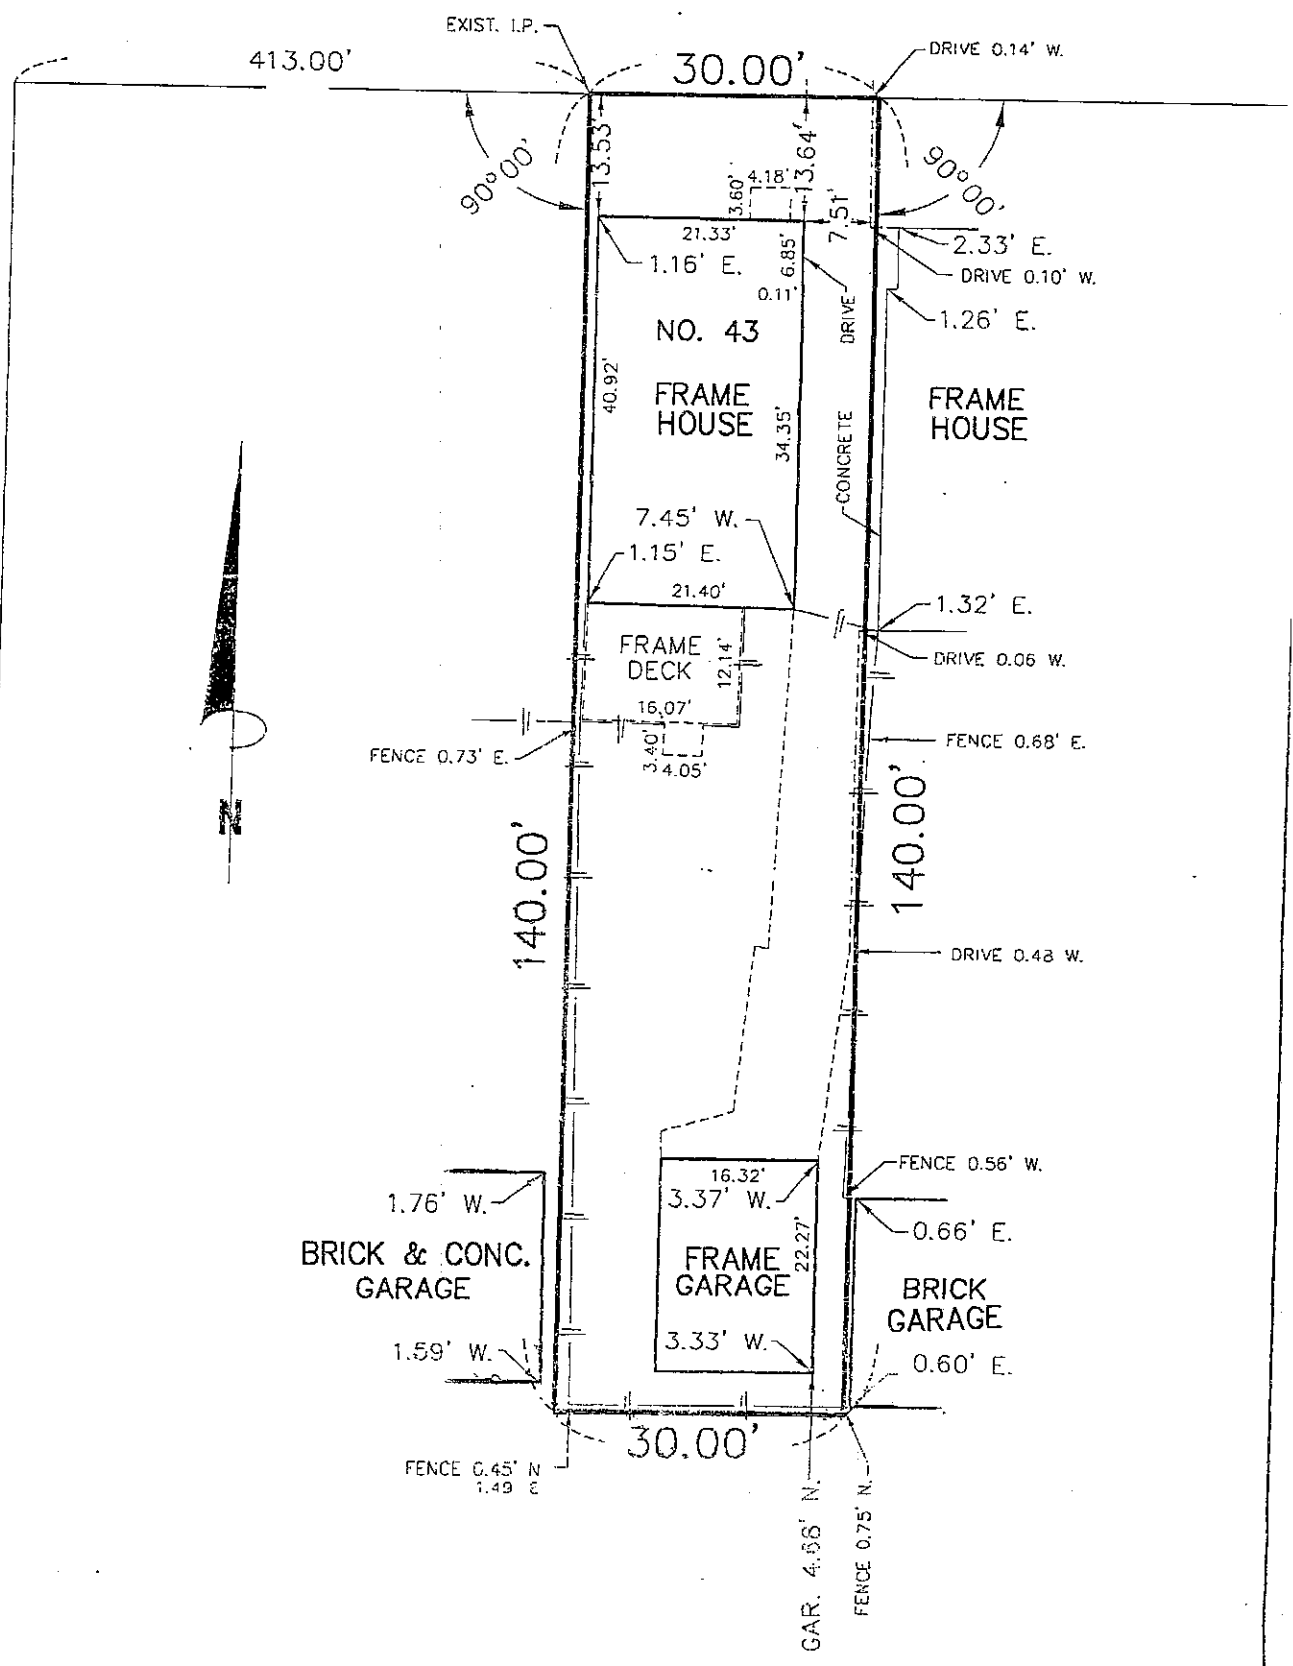 EXIST. I.P.
413.00'
30.00'
DRIVE 0.14' W.
90°00'
13.53'
13.64'
90°00'
3.60'
4.18'
7.51'
21.33'
6.85'
2.33' E.
1.16' E.
DRIVE 0.10' W.
0.11'
1.26' E.
NO. 43
FRAME
HOUSE
40.92'
34.35'
CONCRETE DRIVE
FRAME
HOUSE
7.45' W.
1.15' E.
21.40'
1.32' E.
FRAME
DECK
12.14'
DRIVE 0.06 W.
16.07'
FENCE 0.73' E.
3.40'
4.05'
FENCE 0.68' E.
N
140.00'
140.00'
DRIVE 0.48 W.
FENCE 0.56' W.
16.32'
1.76' W.
3.37' W.
0.66' E.
BRICK & CONC.
GARAGE
FRAME
GARAGE
22.27'
BRICK
GARAGE
1.59' W.
3.33' W.
0.60' E.
30.00'
FENCE 0.45' N
1.49 E
GAR. N.
FENCE 0.75' N.